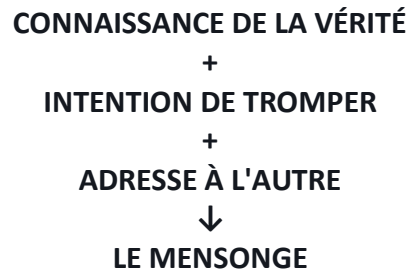 CONNAISSANCE DE LA VÉRITÉ
+
INTENTION DE TROMPER
+
ADRESSE À L'AUTRE
↓
LE MENSONGE